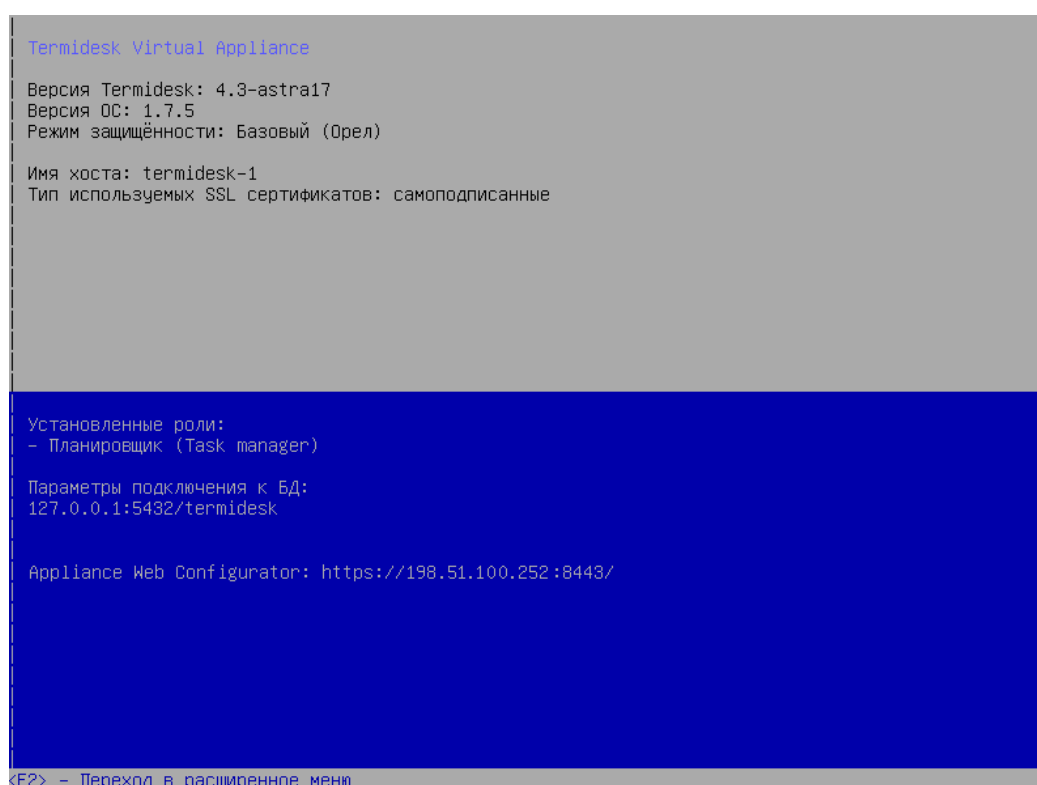 Termidesk Virtual Appliance
Версия Termidesk: 4.3-astra17
Версия ОС: 1.7.5
Режим защищённости: Базовый (Орел)
Имя хоста: termidesk-1
Тип используемых SSL сертификатов: самоподписанные
Установленные роли:
- Планировщик (Task manager)
Параметры подключения к БД:
127.0.0.1:5432/termidesk
Appliance Web Configurator: https://198.51.100.252:8443/
<F2> - Переход в расширенное меню